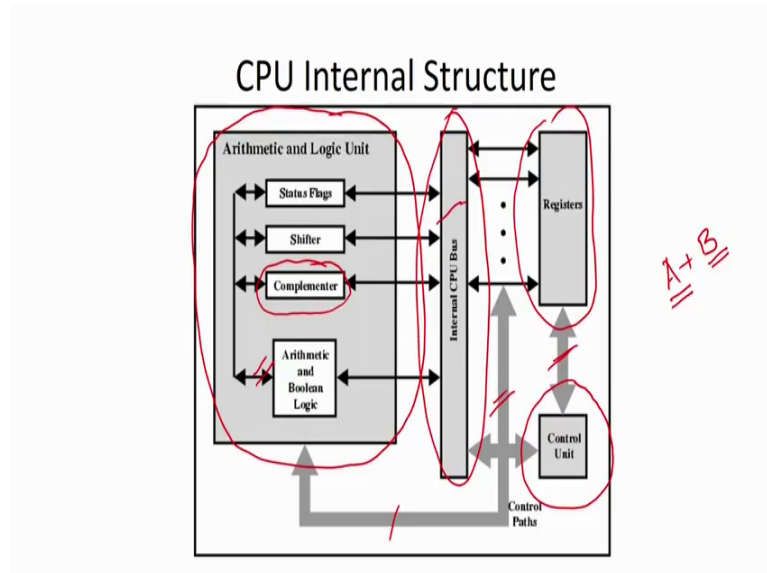 CPU Internal Structure
Arithmetic and Logic Unit
Status Flags
Shifter
Complementer
Arithmetic
and
Boolean
Logic
Internal CPU Bus
Registers
Control
Unit
Control
Paths
A + B